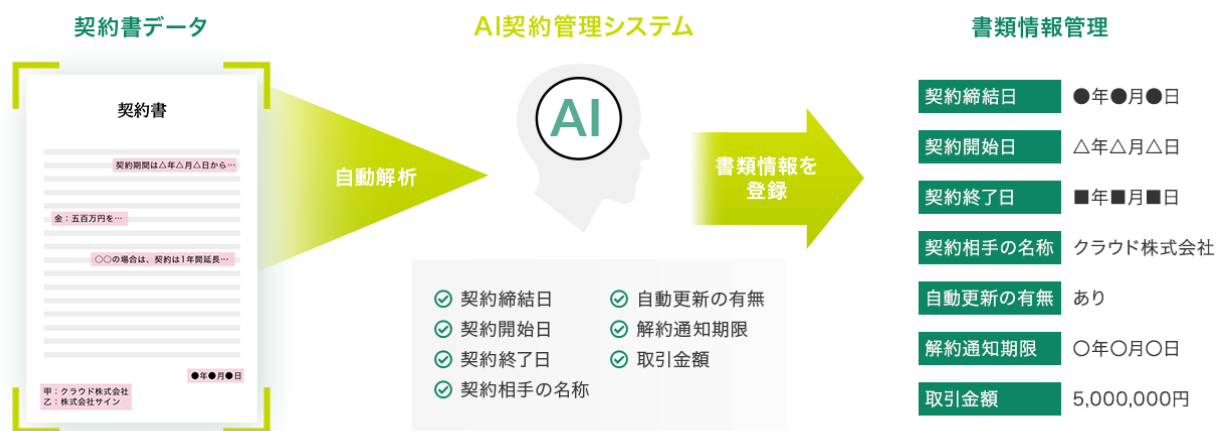 契約書データ
契約書
契約期間は△年△月△日から…
金：五百万円を…
○○の場合は、契約は1年間延長…
●年●月●日
甲：クラウド株式会社
乙：株式会社サイン
自動解析
AI契約管理システム
AI
契約締結日
契約開始日
契約終了日
契約相手の名称
自動更新の有無
解約通知期限
取引金額
書類情報を
登録
書類情報管理
契約締結日 ●年●月●日
契約開始日 △年△月△日
契約終了日 ■年■月■日
契約相手の名称 クラウド株式会社
自動更新の有無 あり
解約通知期限 〇年〇月〇日
取引金額 5,000,000円